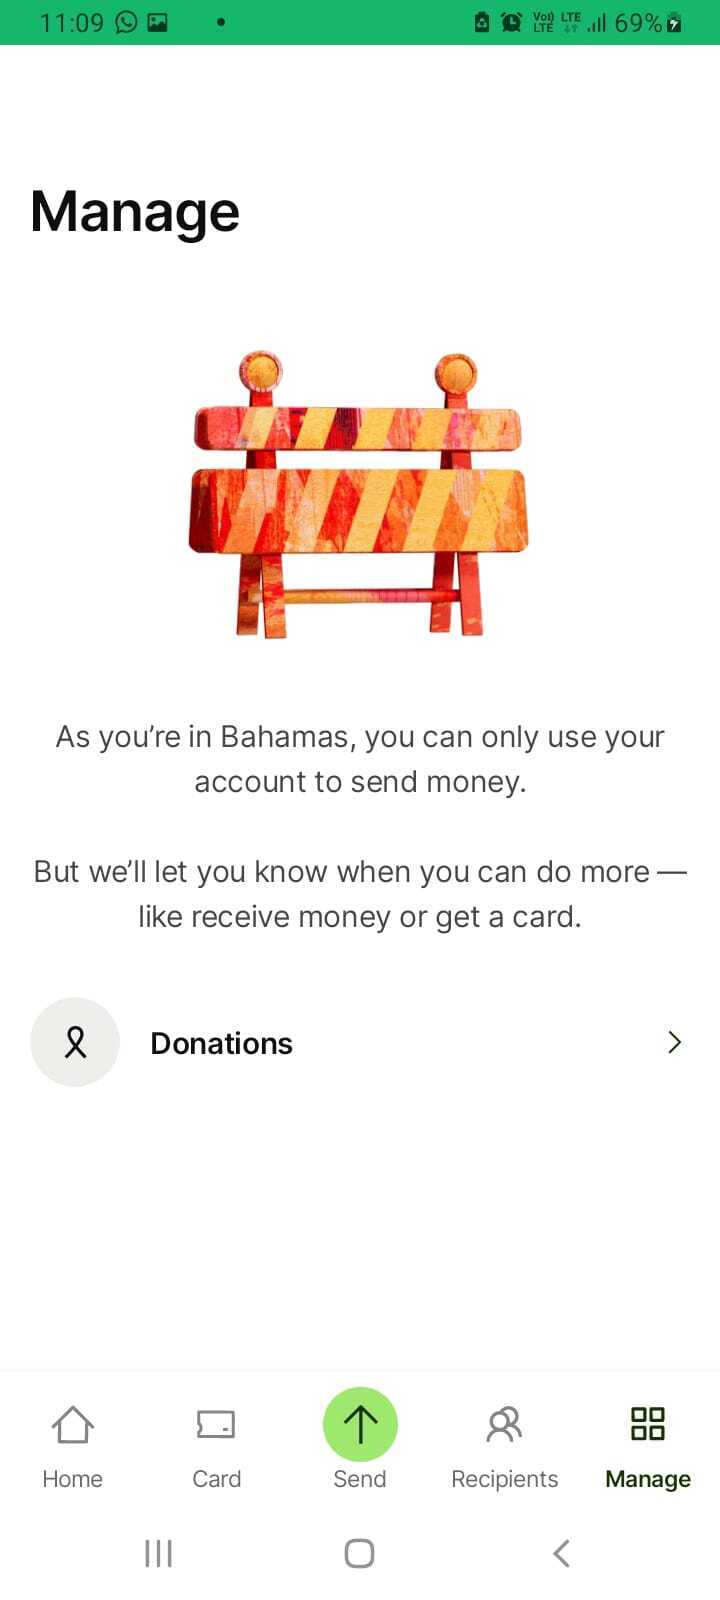 11:09
Vo)) LTE
LTE
69%
Manage
As you’re in Bahamas, you can only use your
account to send money.
But we’ll let you know when you can do more —
like receive money or get a card.
Donations
Home
Card
Send
Recipients
Manage